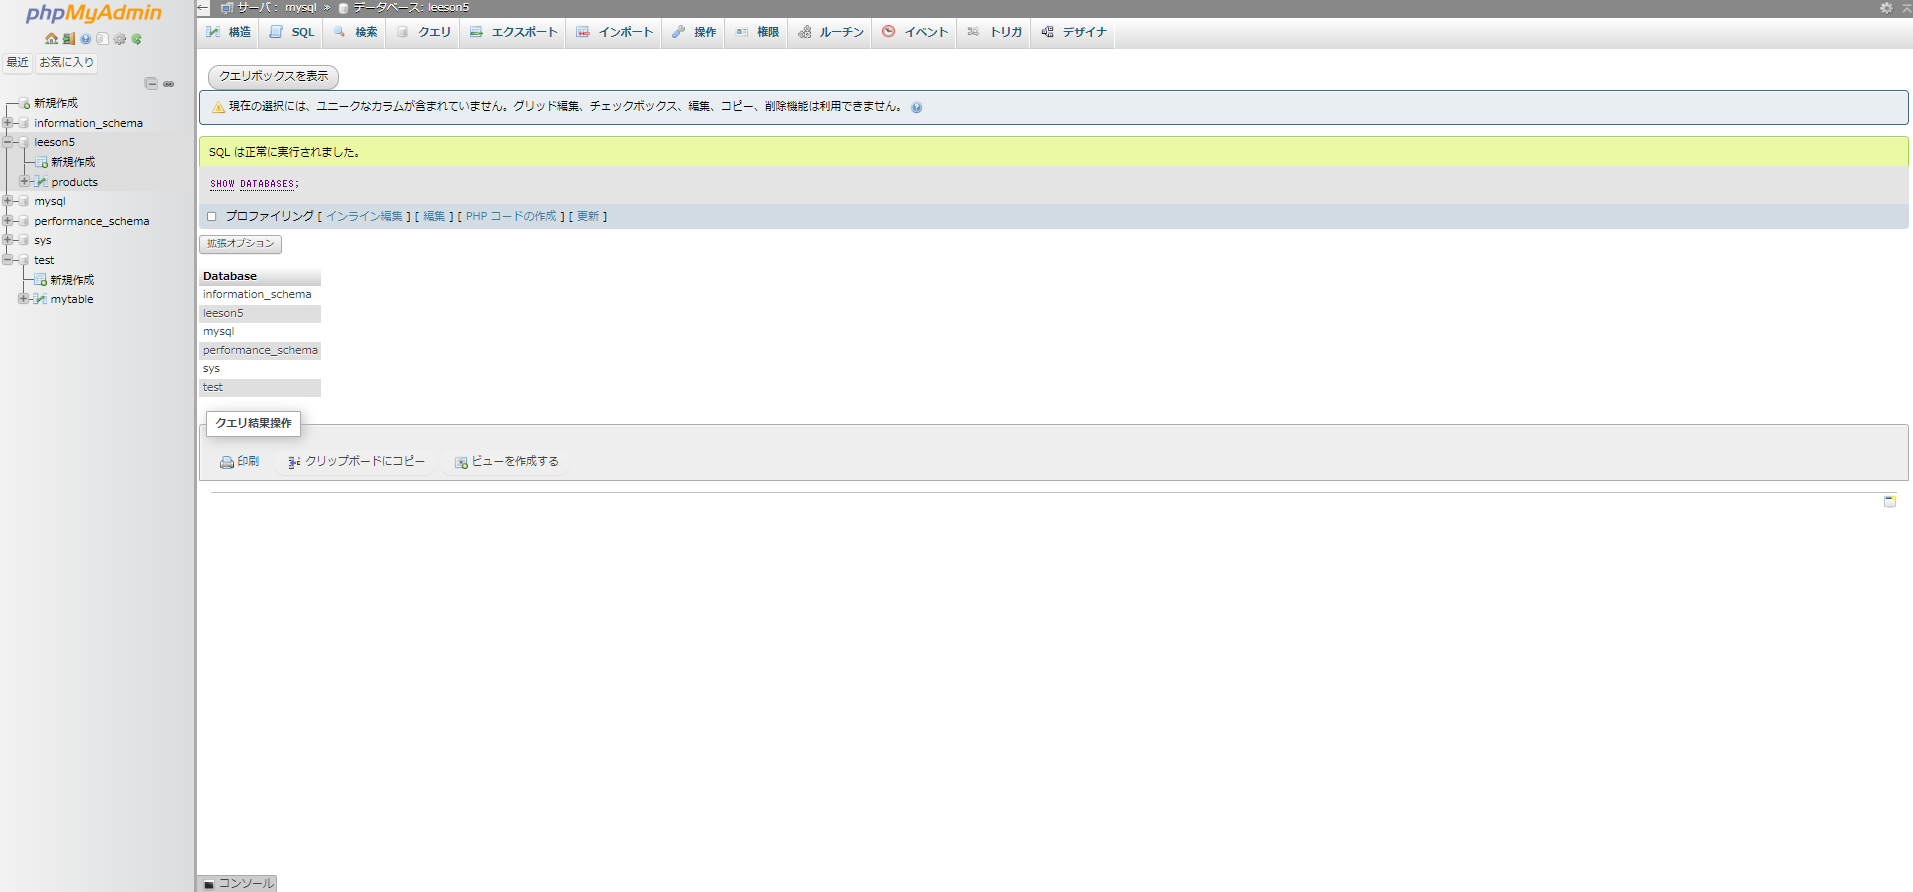 phpMyAdmin
最近 お気に入り
新規作成
information_schema
leeson5
新規作成
products
mysql
performance_schema
sys
test
新規作成
mytable
サーバ： mysql » データベース: leeson5
構造 SQL 検索 クエリ エクスポート インポート 操作 権限 ルーチン イベント トリガ デザイナ
クエリボックスを表示
現在の選択には、ユニークなカラムが含まれていません。グリッド編集、チェックボックス、編集、コピー、削除機能は利用できません。
SQL は正常に実行されました。
SHOW DATABASES;
プロファイリング [ インライン編集 ] [ 編集 ] [ PHP コードの作成 ] [ 更新 ]
拡張オプション
Database
information_schema
leeson5
mysql
performance_schema
sys
test
クエリ結果操作
印刷 クリップボードにコピー ビューを作成する
コンソール